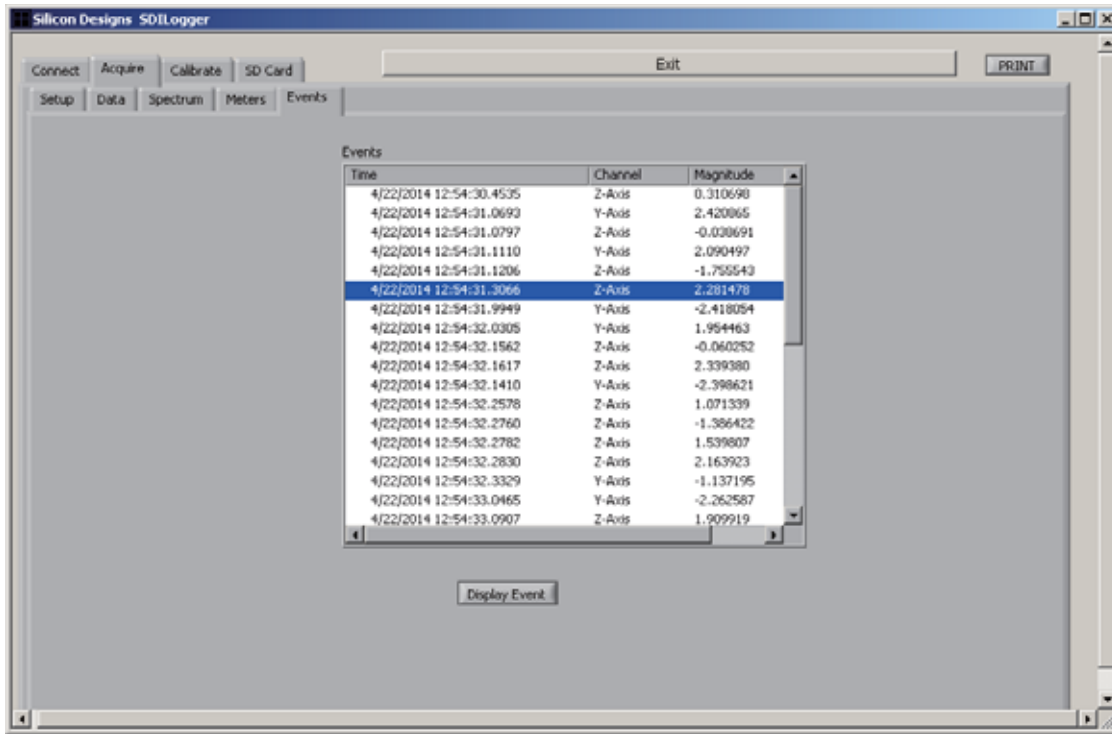 Silicon Designs SDILogger
Exit
PRINT
Connect Acquire Calibrate SD Card
Setup Data Spectrum Meters Events
Events
Time Channel Magnitude
4/22/2014 12:54:30.4535 Z-Axis 0.310698
4/22/2014 12:54:31.0693 Y-Axis 2.420865
4/22/2014 12:54:31.0797 Z-Axis -0.038691
4/22/2014 12:54:31.1110 Y-Axis 2.090497
4/22/2014 12:54:31.1206 Z-Axis -1.755543
4/22/2014 12:54:31.3066 Z-Axis 2.281478
4/22/2014 12:54:31.9949 Y-Axis -2.418054
4/22/2014 12:54:32.0305 Y-Axis 1.954463
4/22/2014 12:54:32.1562 Z-Axis -0.060252
4/22/2014 12:54:32.1617 Z-Axis 2.339380
4/22/2014 12:54:32.1410 Y-Axis -2.398621
4/22/2014 12:54:32.2578 Z-Axis 1.071339
4/22/2014 12:54:32.2760 Z-Axis -1.386422
4/22/2014 12:54:32.2782 Z-Axis 1.539807
4/22/2014 12:54:32.2830 Z-Axis 2.163923
4/22/2014 12:54:32.3329 Y-Axis -1.137195
4/22/2014 12:54:33.0465 Y-Axis -2.262587
4/22/2014 12:54:33.0907 Z-Axis 1.909919
Display Event